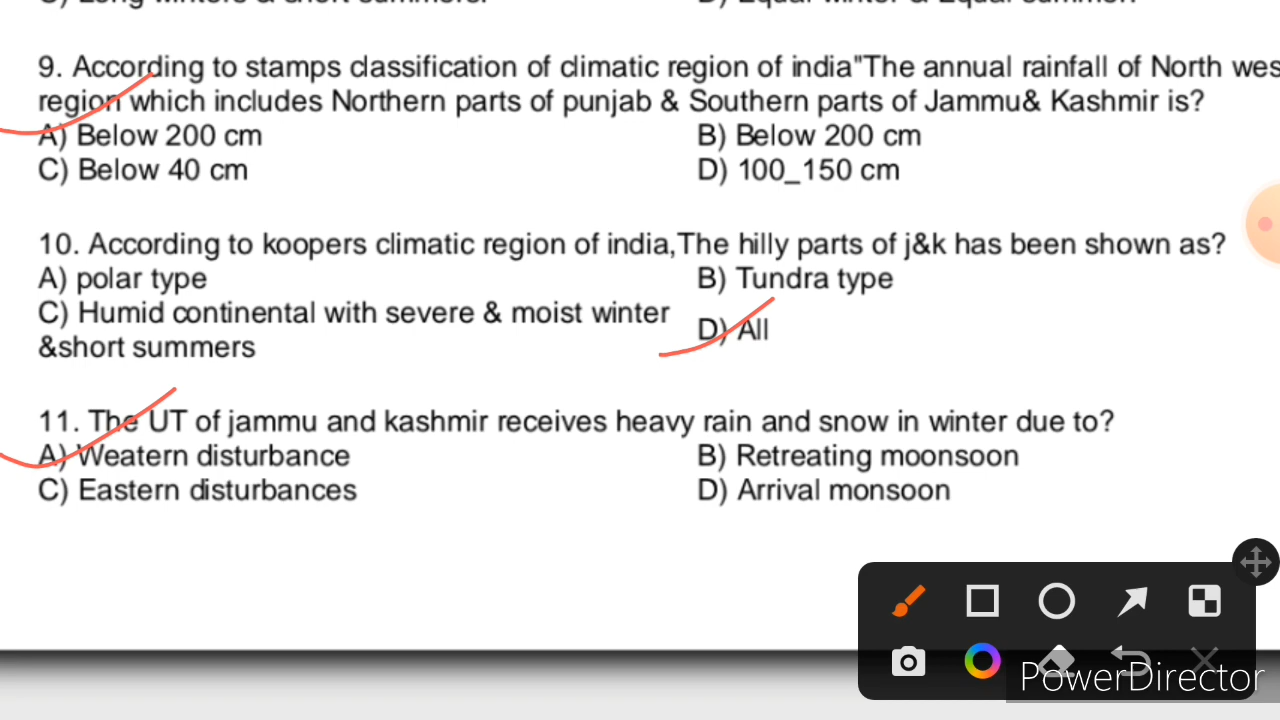 9. According to stamps classification of climatic region of india"The annual rainfall of North wes
region which includes Northern parts of punjab & Southern parts of Jammu& Kashmir is?
A) Below 200 cm B) Below 200 cm
C) Below 40 cm D) 100_150 cm
10. According to koopers climatic region of india,The hilly parts of j&k has been shown as?
A) polar type B) Tundra type
C) Humid continental with severe & moist winter
&short summers
D) All
11. The UT of jammu and kashmir receives heavy rain and snow in winter due to?
A) Weatern disturbance B) Retreating moonsoon
C) Eastern disturbances D) Arrival monsoon
PowerDirector